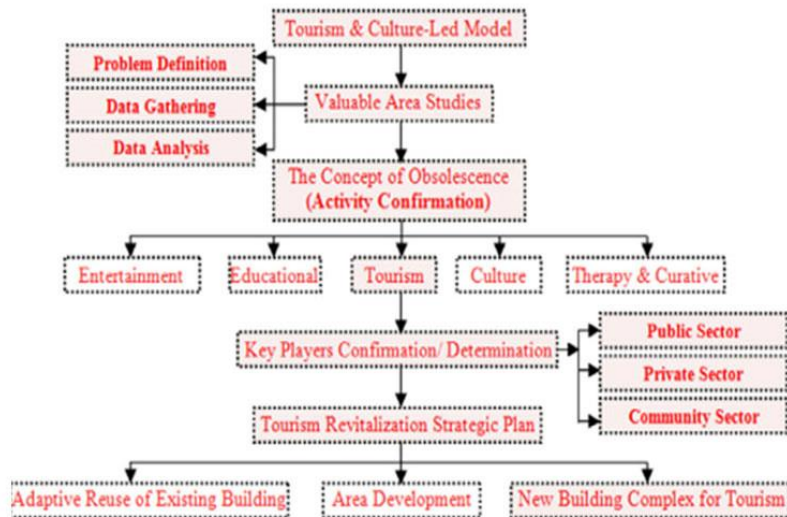 Tourism & Culture-Led Model
Problem Definition
Data Gathering
Valuable Area Studies
Data Analysis
The Concept of Obsolescence
(Activity Confirmation)
Entertainment
Educational
Tourism
Culture
Therapy & Curative
Public Sector
Key Players Confirmation/ Determination
Private Sector
Community Sector
Tourism Revitalization Strategic Plan
Adaptive Reuse of Existing Building
Area Development
New Building Complex for Tourism